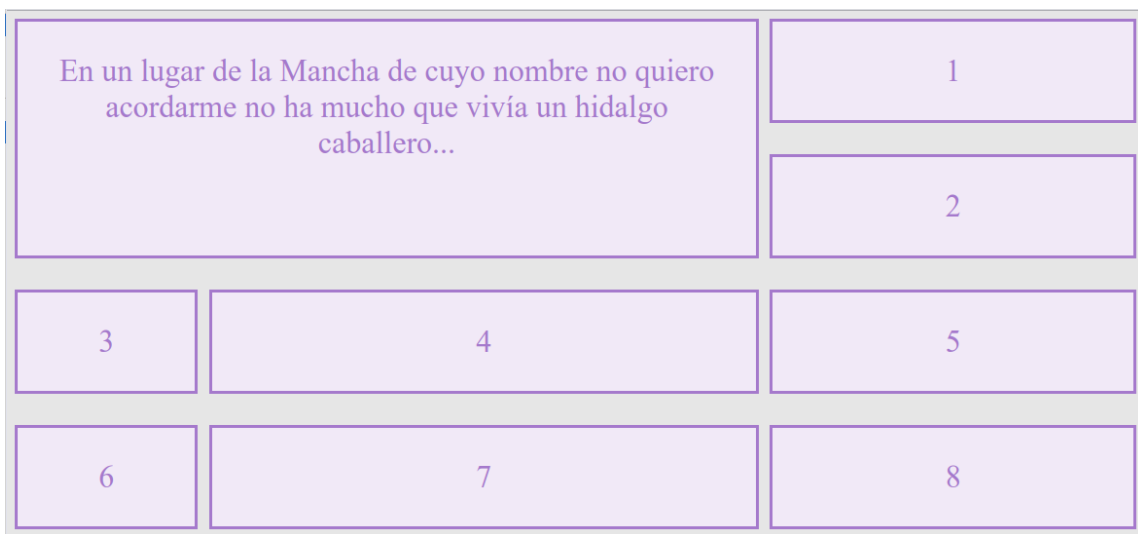 En un lugar de la Mancha de cuyo nombre no quiero
acordarme no ha mucho que vivía un hidalgo
caballero...
1
2
3
4
5
6
7
8